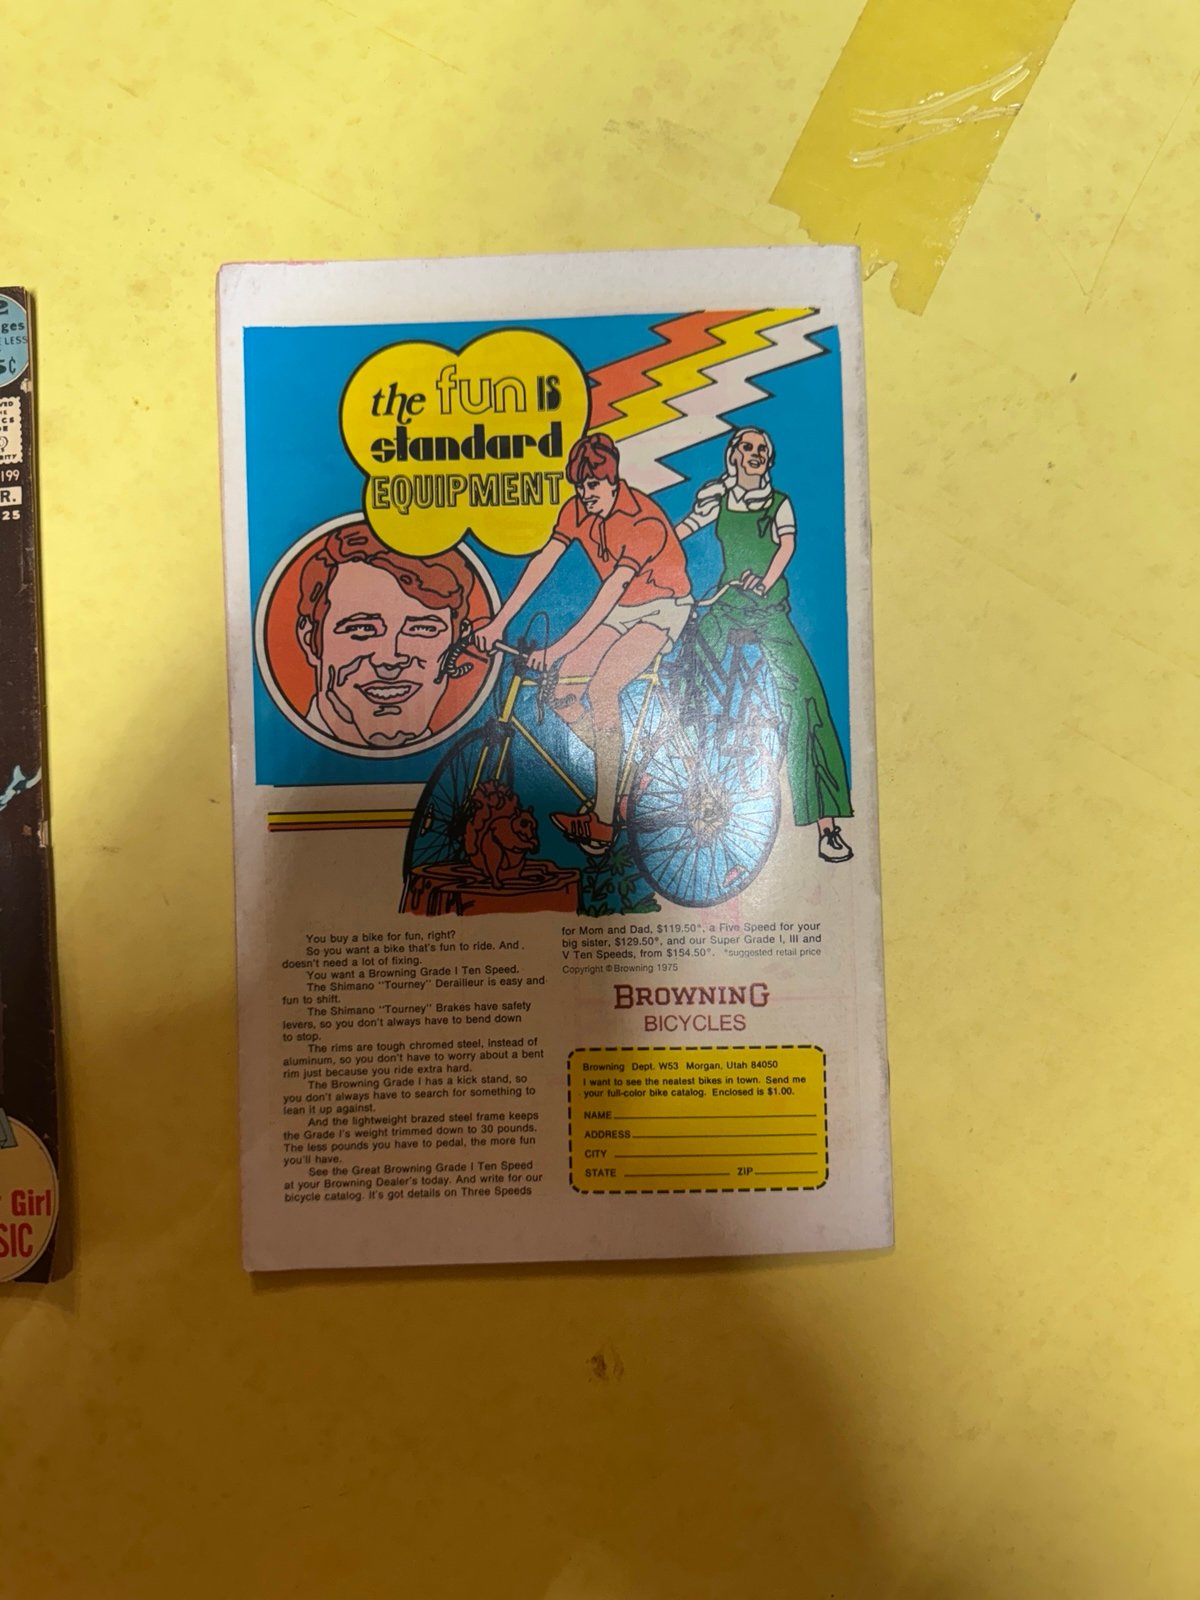 ges
LESS
5¢
199
R.
25
Girl
SIC
the fun IS
standard
EQUIPMENT
You buy a bike for fun, right?
So you want a bike that's fun to ride. And
doesn't need a lot of fixing.
You want a Browning Grade I Ten Speed.
The Shimano "Tourney" Derailleur is easy and
fun to shift.
The Shimano "Tourney" Brakes have safety
levers, so you don't always have to bend down
to stop.
The rims are tough chromed steel, instead of
aluminum, so you don't have to worry about a bent
rim just because you ride extra hard.
The Browning Grade I has a kick stand, so
you don't always have to search for something to
lean it up against.
And the lightweight brazed steel frame keeps
the Grade I's weight trimmed down to 30 pounds.
The less pounds you have to pedal, the more fun
you'll have.
See the Great Browning Grade I Ten Speed
at your Browning Dealer's today. And write for our
bicycle catalog. It's got details on Three Speeds
for Mom and Dad, $119.50*, a Five Speed for your
big sister, $129.50*, and our Super Grade I, III and
V Ten Speeds, from $154.50*. *suggested retail price
Copyright © Browning 1975
BROWNING
BICYCLES
Browning Dept. W53 Morgan, Utah 84050
I want to see the neatest bikes in town. Send me
your full-color bike catalog. Enclosed is $1.00.
NAME
ADDRESS
CITY
STATE ZIP